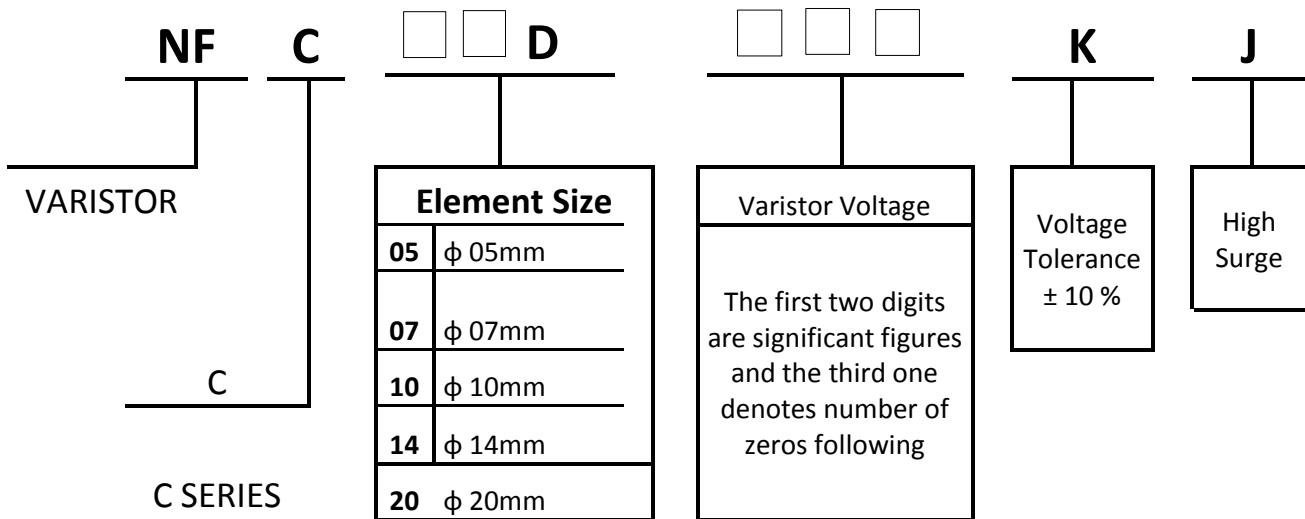 NF C D K J
VARISTOR
C
C SERIES
Element Size
05 ϕ 05mm
07 ϕ 07mm
10 ϕ 10mm
14 ϕ 14mm
20 ϕ 20mm
Varistor Voltage
The first two digits
are significant figures
and the third one
denotes number of
zeros following
Voltage
Tolerance
± 10 %
High
Surge